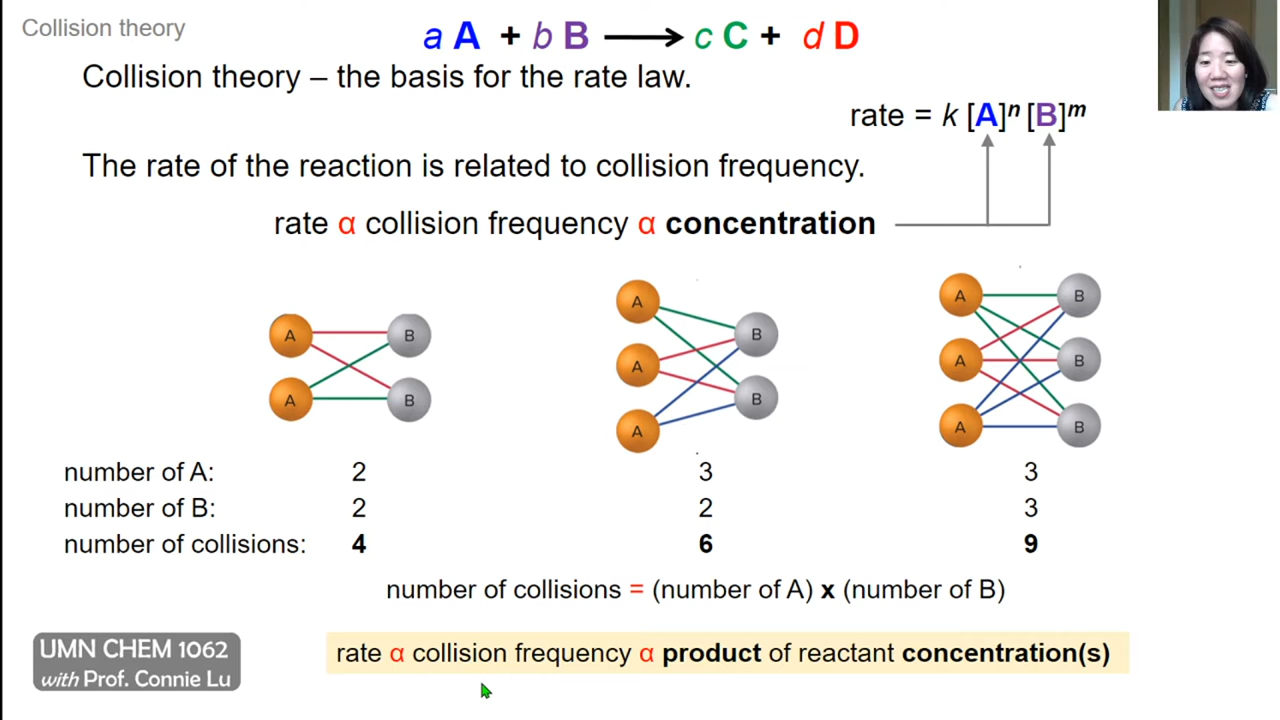 Collision theory
a A + b B ⟶ c C + d D
Collision theory – the basis for the rate law.
rate = k [A]ⁿ [B]ᵐ
The rate of the reaction is related to collision frequency.
rate α collision frequency α concentration
A B A B
A B
A B A B A B
A B A B A B
number of A: 2 3 3
number of B: 2 2 3
number of collisions: 4 6 9
number of collisions = (number of A) x (number of B)
UMN CHEM 1062
with Prof. Connie Lu
rate α collision frequency α product of reactant concentration(s)